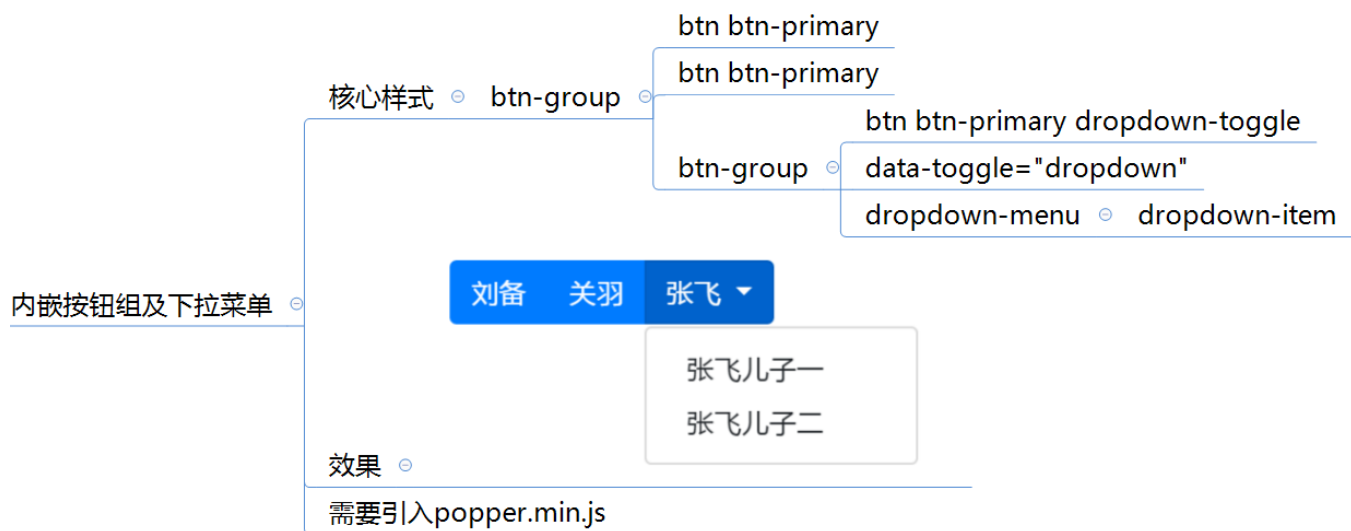 内嵌按钮组及下拉菜单
核心样式
btn-group
btn btn-primary
btn btn-primary
btn-group
btn btn-primary dropdown-toggle
data-toggle="dropdown"
dropdown-menu
dropdown-item
效果
刘备 关羽 张飞
张飞儿子一
张飞儿子二
需要引入popper.min.js